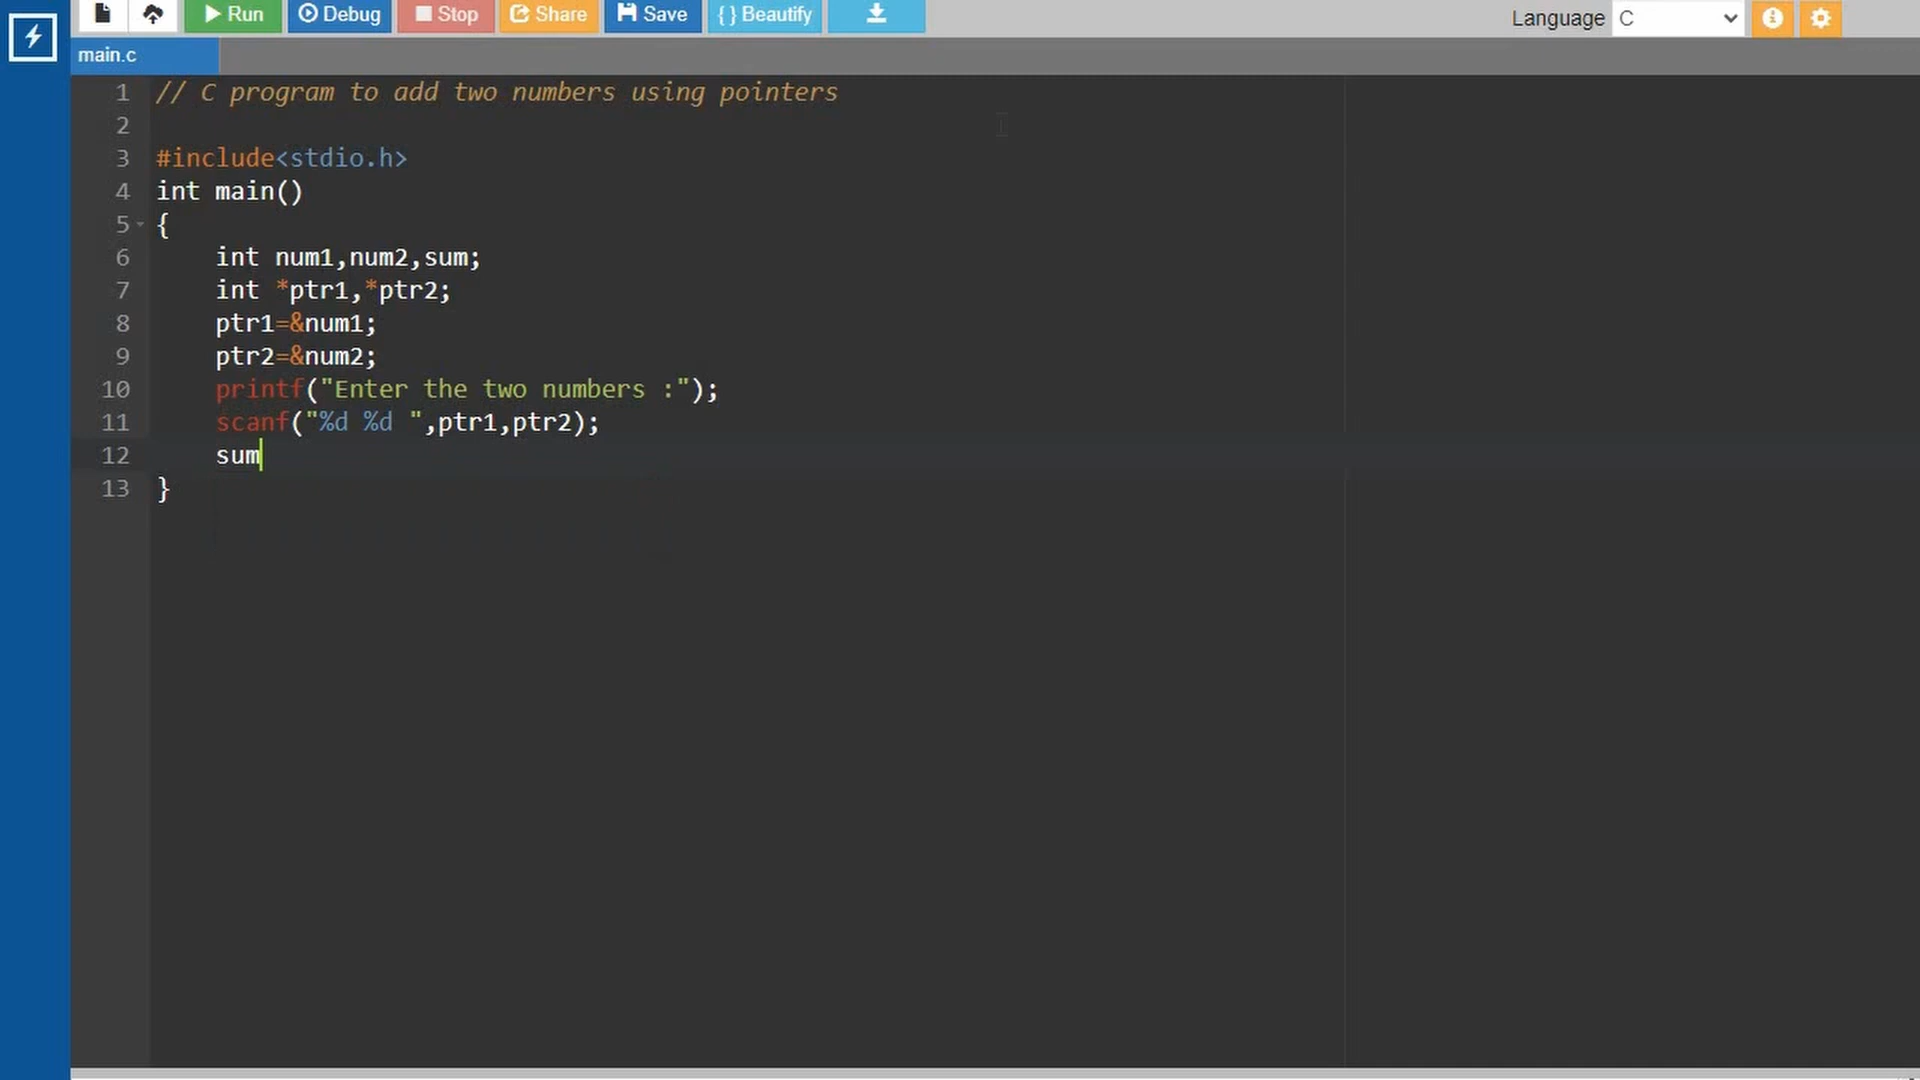 Run Debug Stop Share Save { } Beautify Language C
main.c
1 // C program to add two numbers using pointers
2
3 #include<stdio.h>
4 int main()
5 {
6 int num1,num2,sum;
7 int *ptr1,*ptr2;
8 ptr1=&num1;
9 ptr2=&num2;
10 printf("Enter the two numbers :");
11 scanf("%d %d ",ptr1,ptr2);
12 sum
13 }